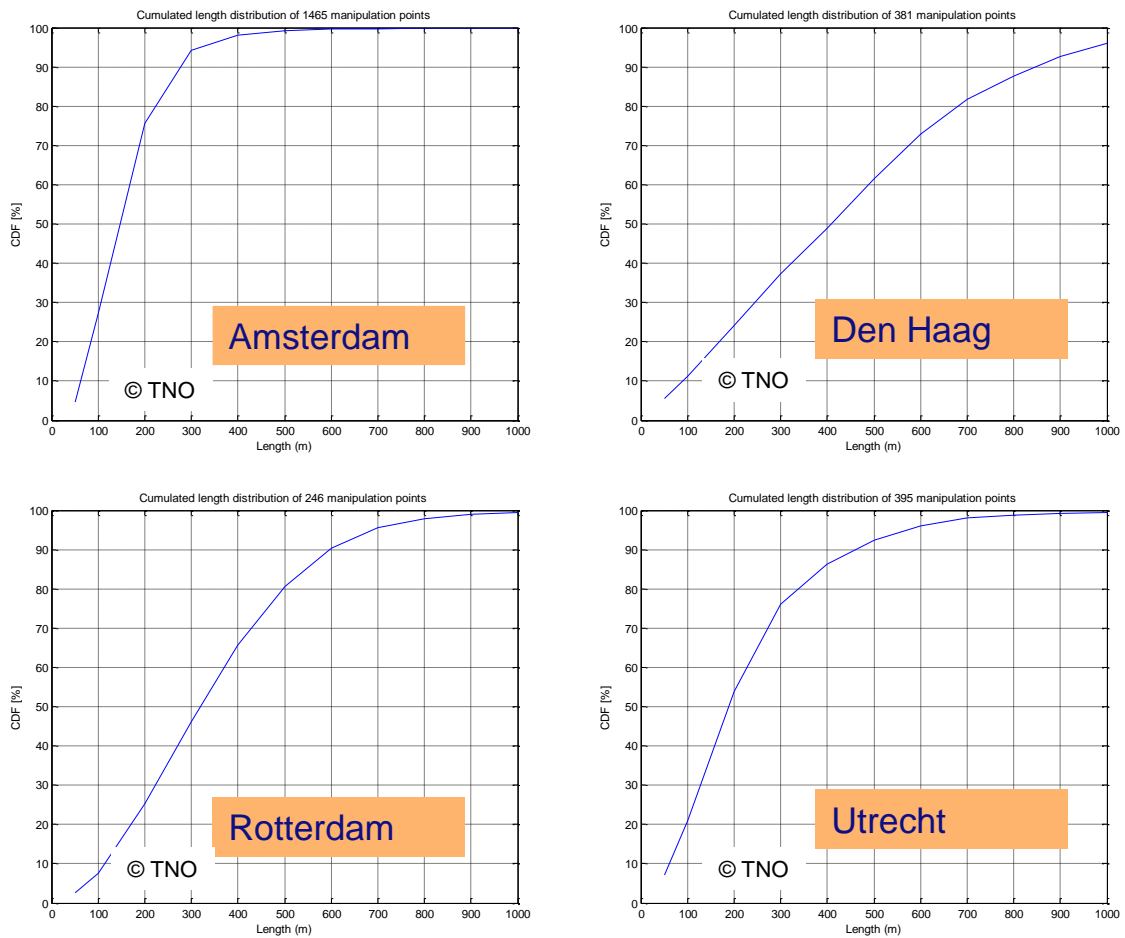 Cumulated length distribution of 1465 manipulation points
100
90
80
70
60
50
40
30
20
10
0
CDF [%]
Amsterdam
© TNO
0 100 200 300 400 500 600 700 800 900 1000
Length (m)
Cumulated length distribution of 381 manipulation points
100
90
80
70
60
50
40
30
20
10
0
CDF [%]
Den Haag
© TNO
0 100 200 300 400 500 600 700 800 900 1000
Length (m)
Cumulated length distribution of 246 manipulation points
100
90
80
70
60
50
40
30
20
10
0
CDF [%]
Rotterdam
© TNO
0 100 200 300 400 500 600 700 800 900 1000
Length (m)
Cumulated length distribution of 395 manipulation points
100
90
80
70
60
50
40
30
20
10
0
CDF [%]
Utrecht
© TNO
0 100 200 300 400 500 600 700 800 900 1000
Length (m)